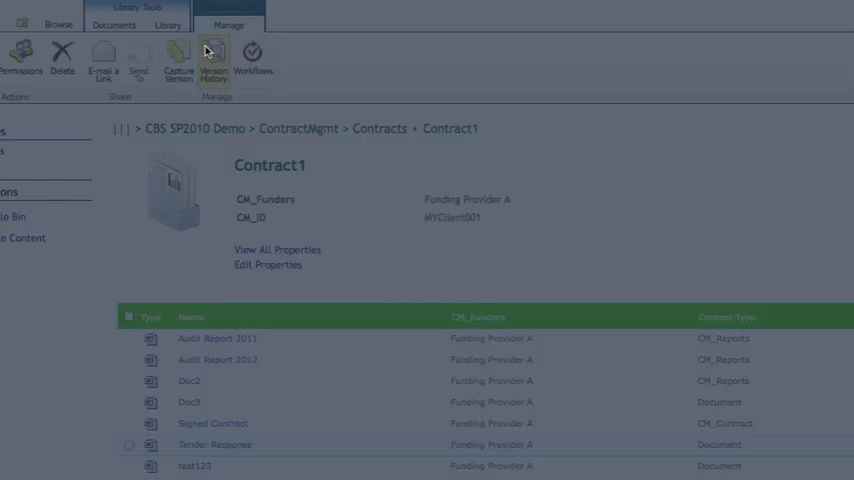 Library Tools
Browse Documents Library Manage
Permissions Delete E-mail a Link Send To Capture Version Version History Workflows
Actions Share Manage
> CBS SP2010 Demo > ContractMgmt > Contracts ▸ Contract1
Contract1
CM_Funders Funding Provider A
CM_ID MYClient001
View All Properties
Edit Properties
Type Name CM_Funders Content Type
Audit Report 2011 Funding Provider A CM_Reports
Audit Report 2012 Funding Provider A CM_Reports
Doc2 Funding Provider A CM_Reports
Doc3 Funding Provider A Document
Signed Contract Funding Provider A CM_Contract
Tender Response Funding Provider A Document
test123 Funding Provider A Document